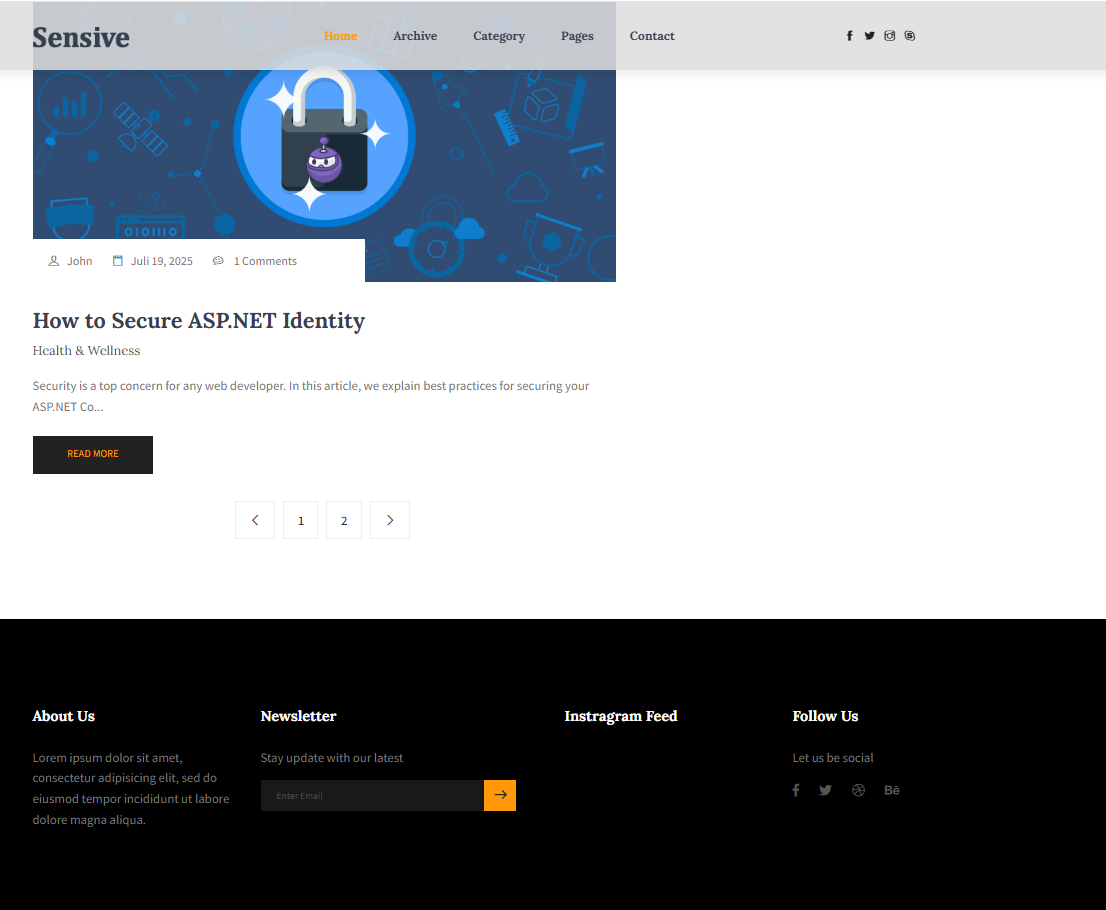 Sensive
Home Archive Category Pages Contact
0101110
John Juli 19, 2025 1 Comments
How to Secure ASP.NET Identity
Health & Wellness
Security is a top concern for any web developer. In this article, we explain best practices for securing your
ASP.NET Co...
READ MORE
1 2
About Us
Lorem ipsum dolor sit amet,
consectetur adipisicing elit, sed do
eiusmod tempor incididunt ut labore
dolore magna aliqua.
Newsletter
Stay update with our latest
Enter Email
Instragram Feed
Follow Us
Let us be social
Bē